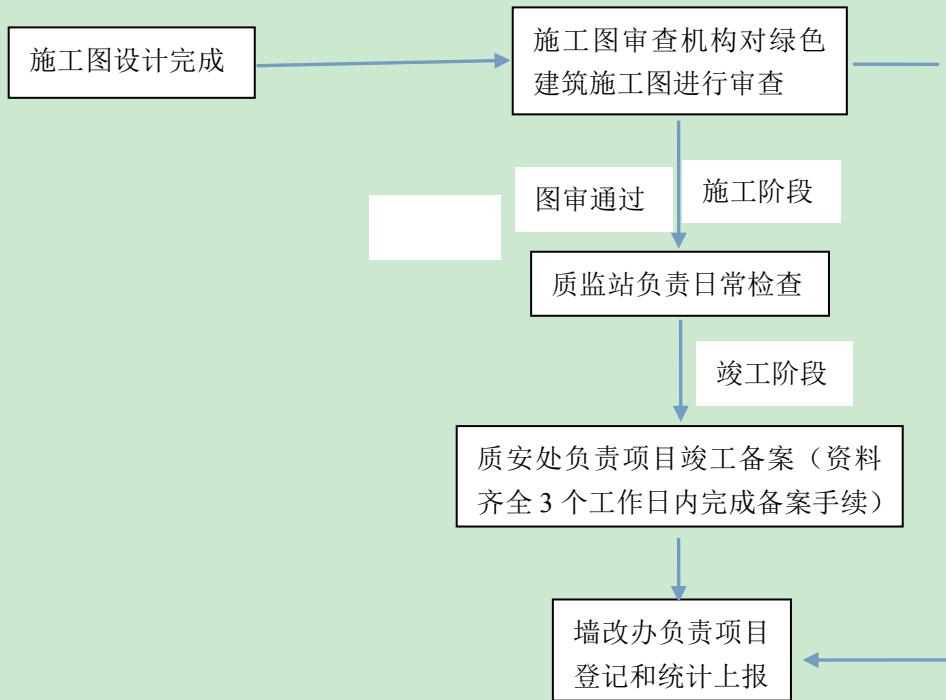 施工图设计完成
施工图审查机构对绿色
建筑施工图进行审查
图审通过
施工阶段
质监站负责日常检查
竣工阶段
质安处负责项目竣工备案（资料
齐全 3 个工作日内完成备案手续）
墙改办负责项目
登记和统计上报